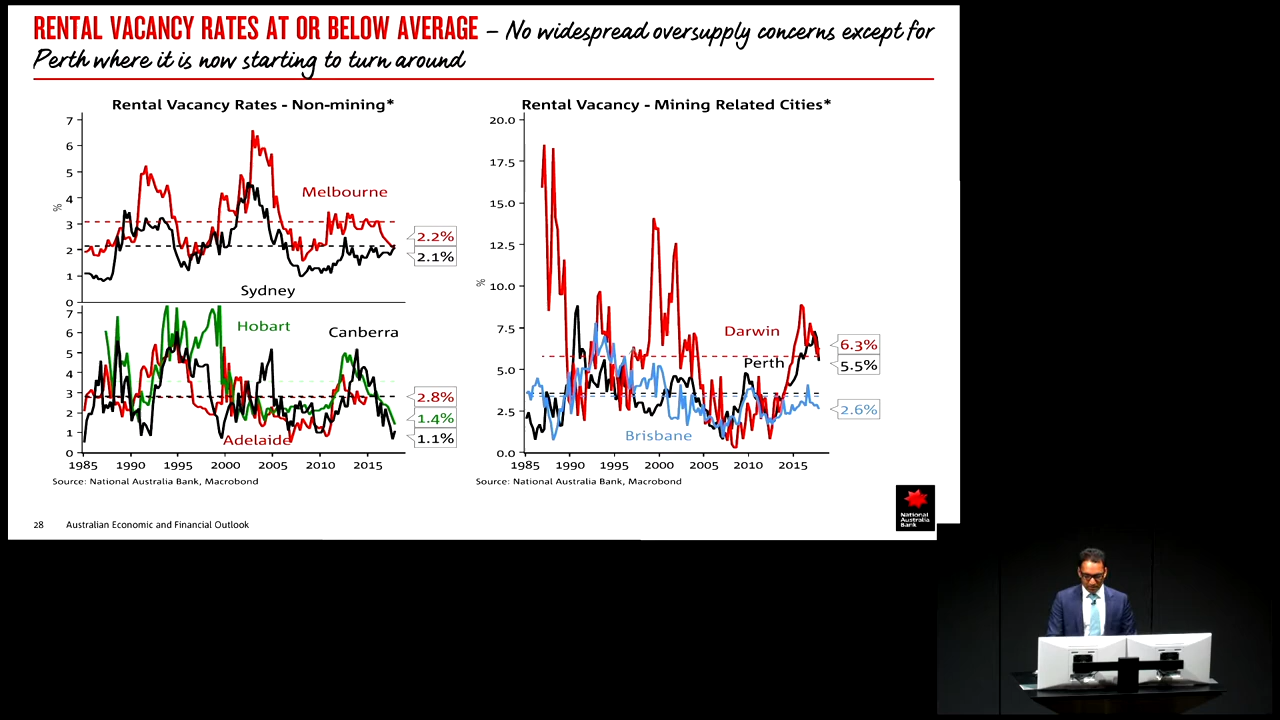 RENTAL VACANCY RATES AT OR BELOW AVERAGE – No widespread oversupply concerns except for
Perth where it is now starting to turn around
Rental Vacancy Rates - Non-mining*
7
6
5
4
3
2
1
0
%
Melbourne
2.2%
2.1%
Sydney
7
6
5
4
3
2
1
0
Hobart
Canberra
Adelaide
2.8%
1.4%
1.1%
1985 1990 1995 2000 2005 2010 2015
Source: National Australia Bank, Macrobond
Rental Vacancy - Mining Related Cities*
20.0
17.5
15.0
12.5
10.0
7.5
5.0
2.5
0.0
%
Darwin
Perth
Brisbane
6.3%
5.5%
2.6%
1985 1990 1995 2000 2005 2010 2015
Source: National Australia Bank, Macrobond
28 Australian Economic and Financial Outlook
National
Australia
Bank